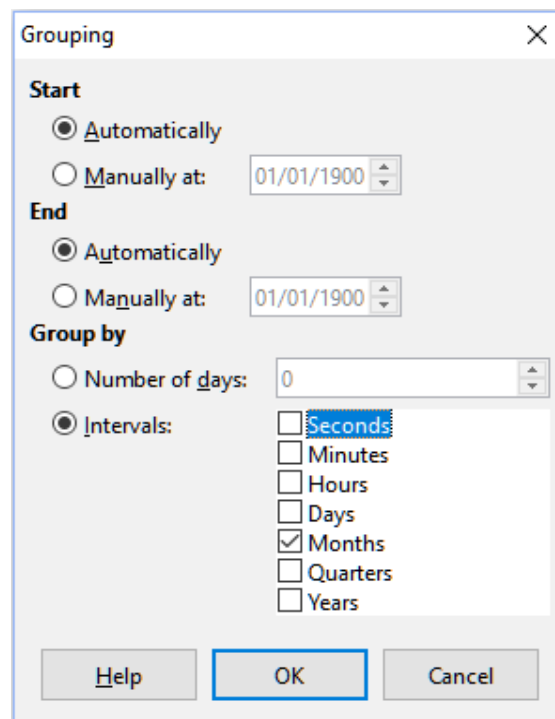 Grouping
Start
Automatically
Manually at: 01/01/1900
End
Automatically
Manually at: 01/01/1900
Group by
Number of days: 0
Intervals: Seconds
Minutes
Hours
Days
Months
Quarters
Years
Help OK Cancel